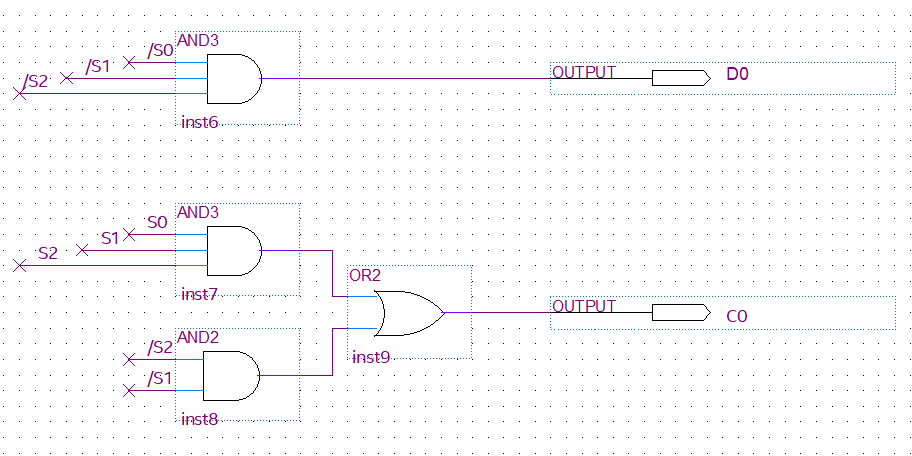 /S0
AND3
/S1
/S2
inst6
OUTPUT
D0
S0
AND3
S1
S2
inst7
OR2
inst9
OUTPUT
C0
/S2
AND2
/S1
inst8